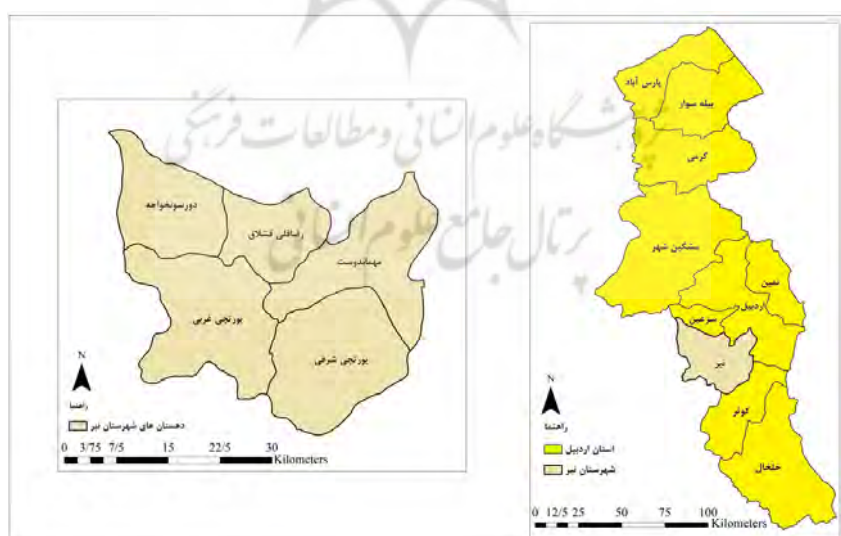 پژوهشگاه علوم انسانی و مطالعات فرهنگی
پرتال جامع علوم انسانی
پارس آباد
بیله سوار
گرمی
مشگین شهر
نمین
اردبیل
سرعین
نیر
کوثر
خلخال
N
راهنما
استان اردبیل
شهرستان نیر
0 12/5 25 50 75 100
Kilometers
دورسونخواجه
رضاقلی قشلاق
مهماندوست
یورتچی غربی
یورتچی شرقی
N
راهنما
دهستان های شهرستان نیر
0 3/75 7/5 15 22/5 30
Kilometers